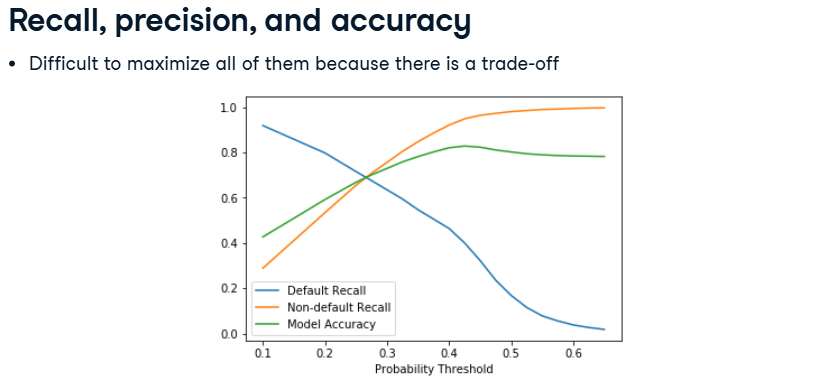 Recall, precision, and accuracy
• Difficult to maximize all of them because there is a trade-off
1.0
0.8
0.6
0.4
0.2
0.0
Default Recall
Non-default Recall
Model Accuracy
0.1 0.2 0.3 0.4 0.5 0.6
Probability Threshold